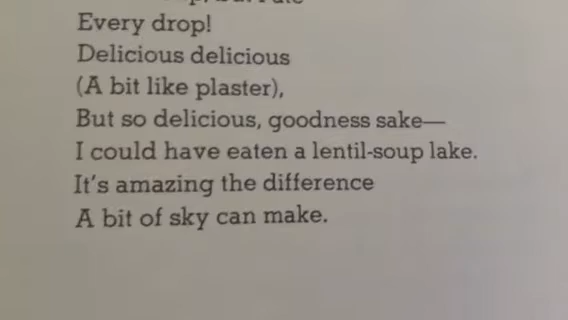 Every drop!
Delicious delicious
(A bit like plaster),
But so delicious, goodness sake—
I could have eaten a lentil-soup lake.
It's amazing the difference
A bit of sky can make.